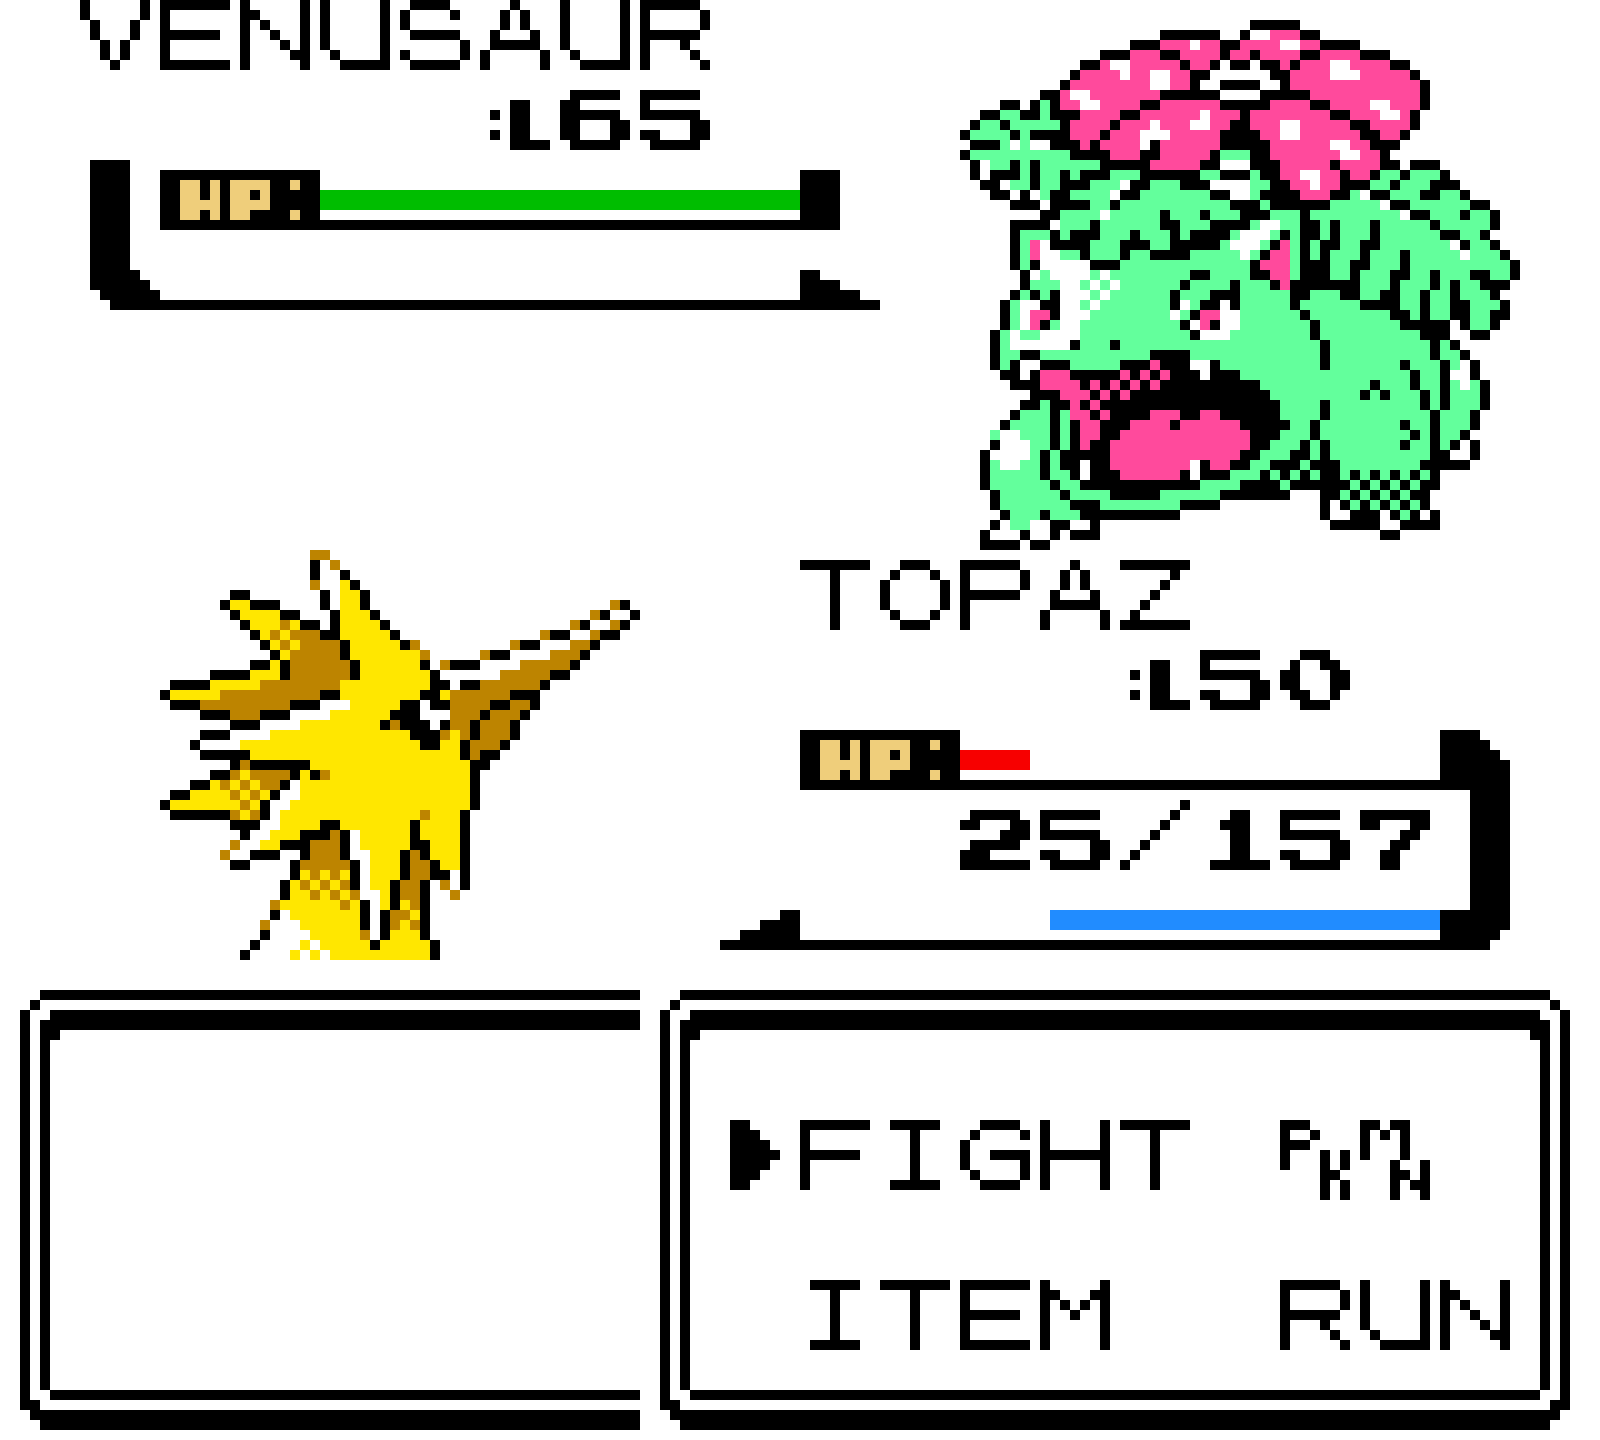 VENUSAUR
:L65
HP:
TOPAZ
:L50
HP:
25/157
▶FIGHT PKMN
ITEM RUN